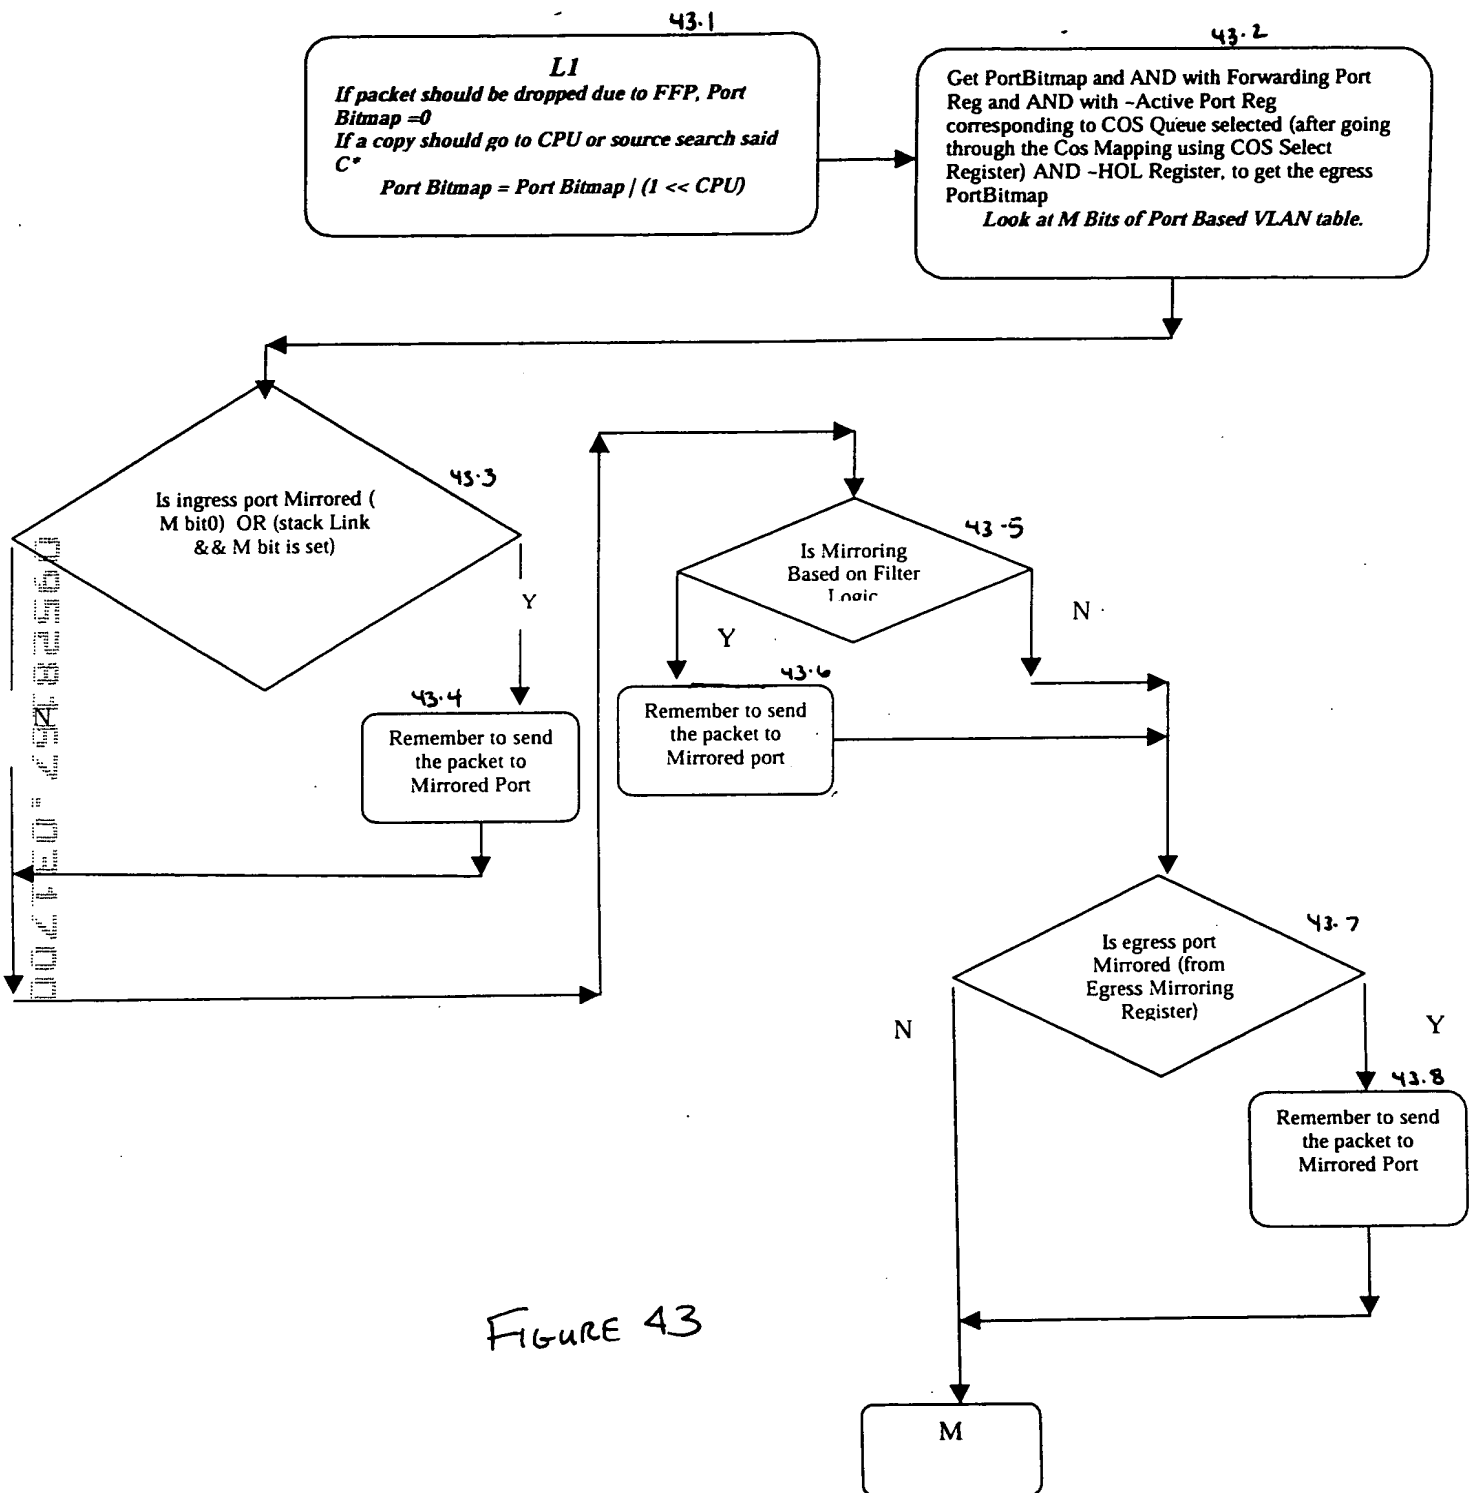 43.1
L1
If packet should be dropped due to FFP, Port
Bitmap =0
If a copy should go to CPU or source search said
C*
Port Bitmap = Port Bitmap | (1 << CPU)
43.2
Get PortBitmap and AND with Forwarding Port
Reg and AND with ~Active Port Reg
corresponding to COS Queue selected (after going
through the Cos Mapping using COS Select
Register) AND ~HOL Register, to get the egress
PortBitmap
Look at M Bits of Port Based VLAN table.
43.3
Is ingress port Mirrored (
M bit0) OR (stack Link
&& M bit is set)
Y
N
43.4
Remember to send
the packet to
Mirrored Port
43.5
Is Mirroring
Based on Filter
Logic
Y
N
43.6
Remember to send
the packet to
Mirrored port
43.7
Is egress port
Mirrored (from
Egress Mirroring
Register)
N
Y
43.8
Remember to send
the packet to
Mirrored Port
M
FIGURE 43